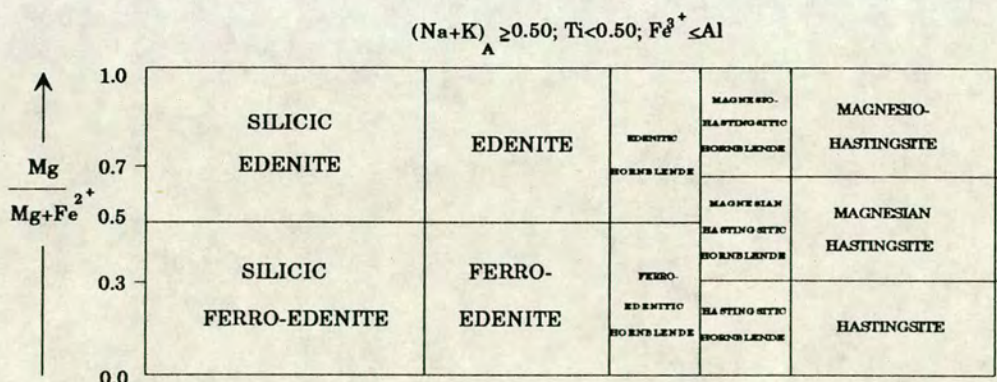 (Na+K)A ≥0.50; Ti<0.50; Fe3+ ≤Al
1.0
0.7
0.5
0.3
0.0
Mg
Mg+Fe2+
SILICIC
EDENITE
EDENITE
EDENITIC
HORNBLENDE
MAGNESIO-
HASTINGSITIC
HORNBLENDE
MAGNESIO-
HASTINGSITE
MAGNESIAN
HASTINGSITIC
HORNBLENDE
MAGNESIAN
HASTINGSITE
SILICIC
FERRO-EDENITE
FERRO-
EDENITE
FERRO-
EDENITIC
HORNBLENDE
HASTINGSITIC
HORNBLENDE
HASTINGSITE